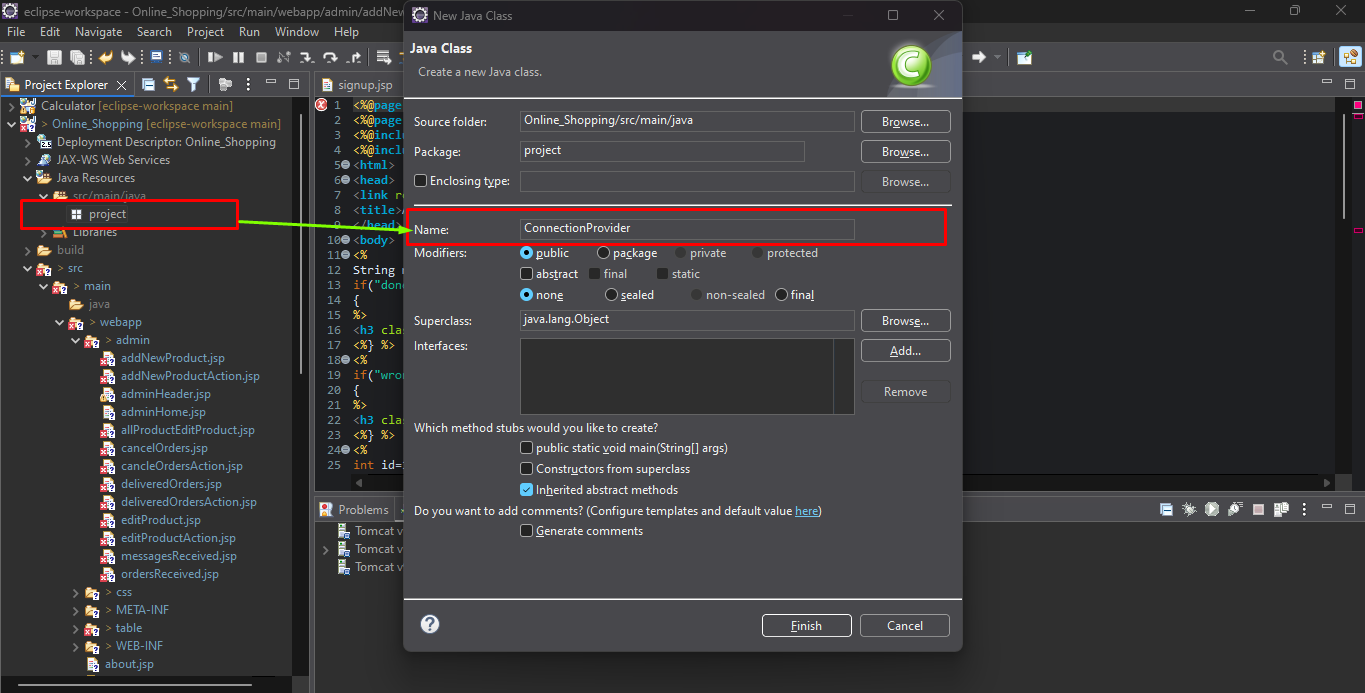 eclipse-workspace - Online_Shopping/src/main/webapp/admin/addNew
File Edit Navigate Search Project Run Window Help
Project Explorer
Calculator [eclipse-workspace main]
> Online_Shopping [eclipse-workspace main]
Deployment Descriptor: Online_Shopping
JAX-WS Web Services
Java Resources
src/main/java
project
Libraries
build
> src
> main
java
> webapp
> admin
addNewProduct.jsp
addNewProductAction.jsp
adminHeader.jsp
adminHome.jsp
allProductEditProduct.jsp
cancelOrders.jsp
cancleOrdersAction.jsp
deliveredOrders.jsp
deliveredOrdersAction.jsp
editProduct.jsp
editProductAction.jsp
messagesReceived.jsp
ordersReceived.jsp
> css
> META-INF
> table
> WEB-INF
about.jsp
signup.jsp
1 <%@page
2 <%@page
3 <%@inclu
4 <%@inclu
5 <html>
6 <head>
7 <link re
8 <title>A
9 </head>
10 <body>
11 <%
12 String m
13 if("done
14 {
15 %>
16 <h3 clas
17 <%} %>
18 <%
19 if("wron
20 {
21 %>
22 <h3 clas
23 <%} %>
24 <%
25 int id=
Problems
Tomcat v
Tomcat v
Tomcat v
New Java Class
Java Class
Create a new Java class.
Source folder: Online_Shopping/src/main/java Browse...
Package: project Browse...
Enclosing type: Browse...
Name: ConnectionProvider
Modifiers: public package private protected
abstract final static
none sealed non-sealed final
Superclass: java.lang.Object Browse...
Interfaces: Add...
Remove
Which method stubs would you like to create?
public static void main(String[] args)
Constructors from superclass
Inherited abstract methods
Do you want to add comments? (Configure templates and default value here)
Generate comments
Finish Cancel